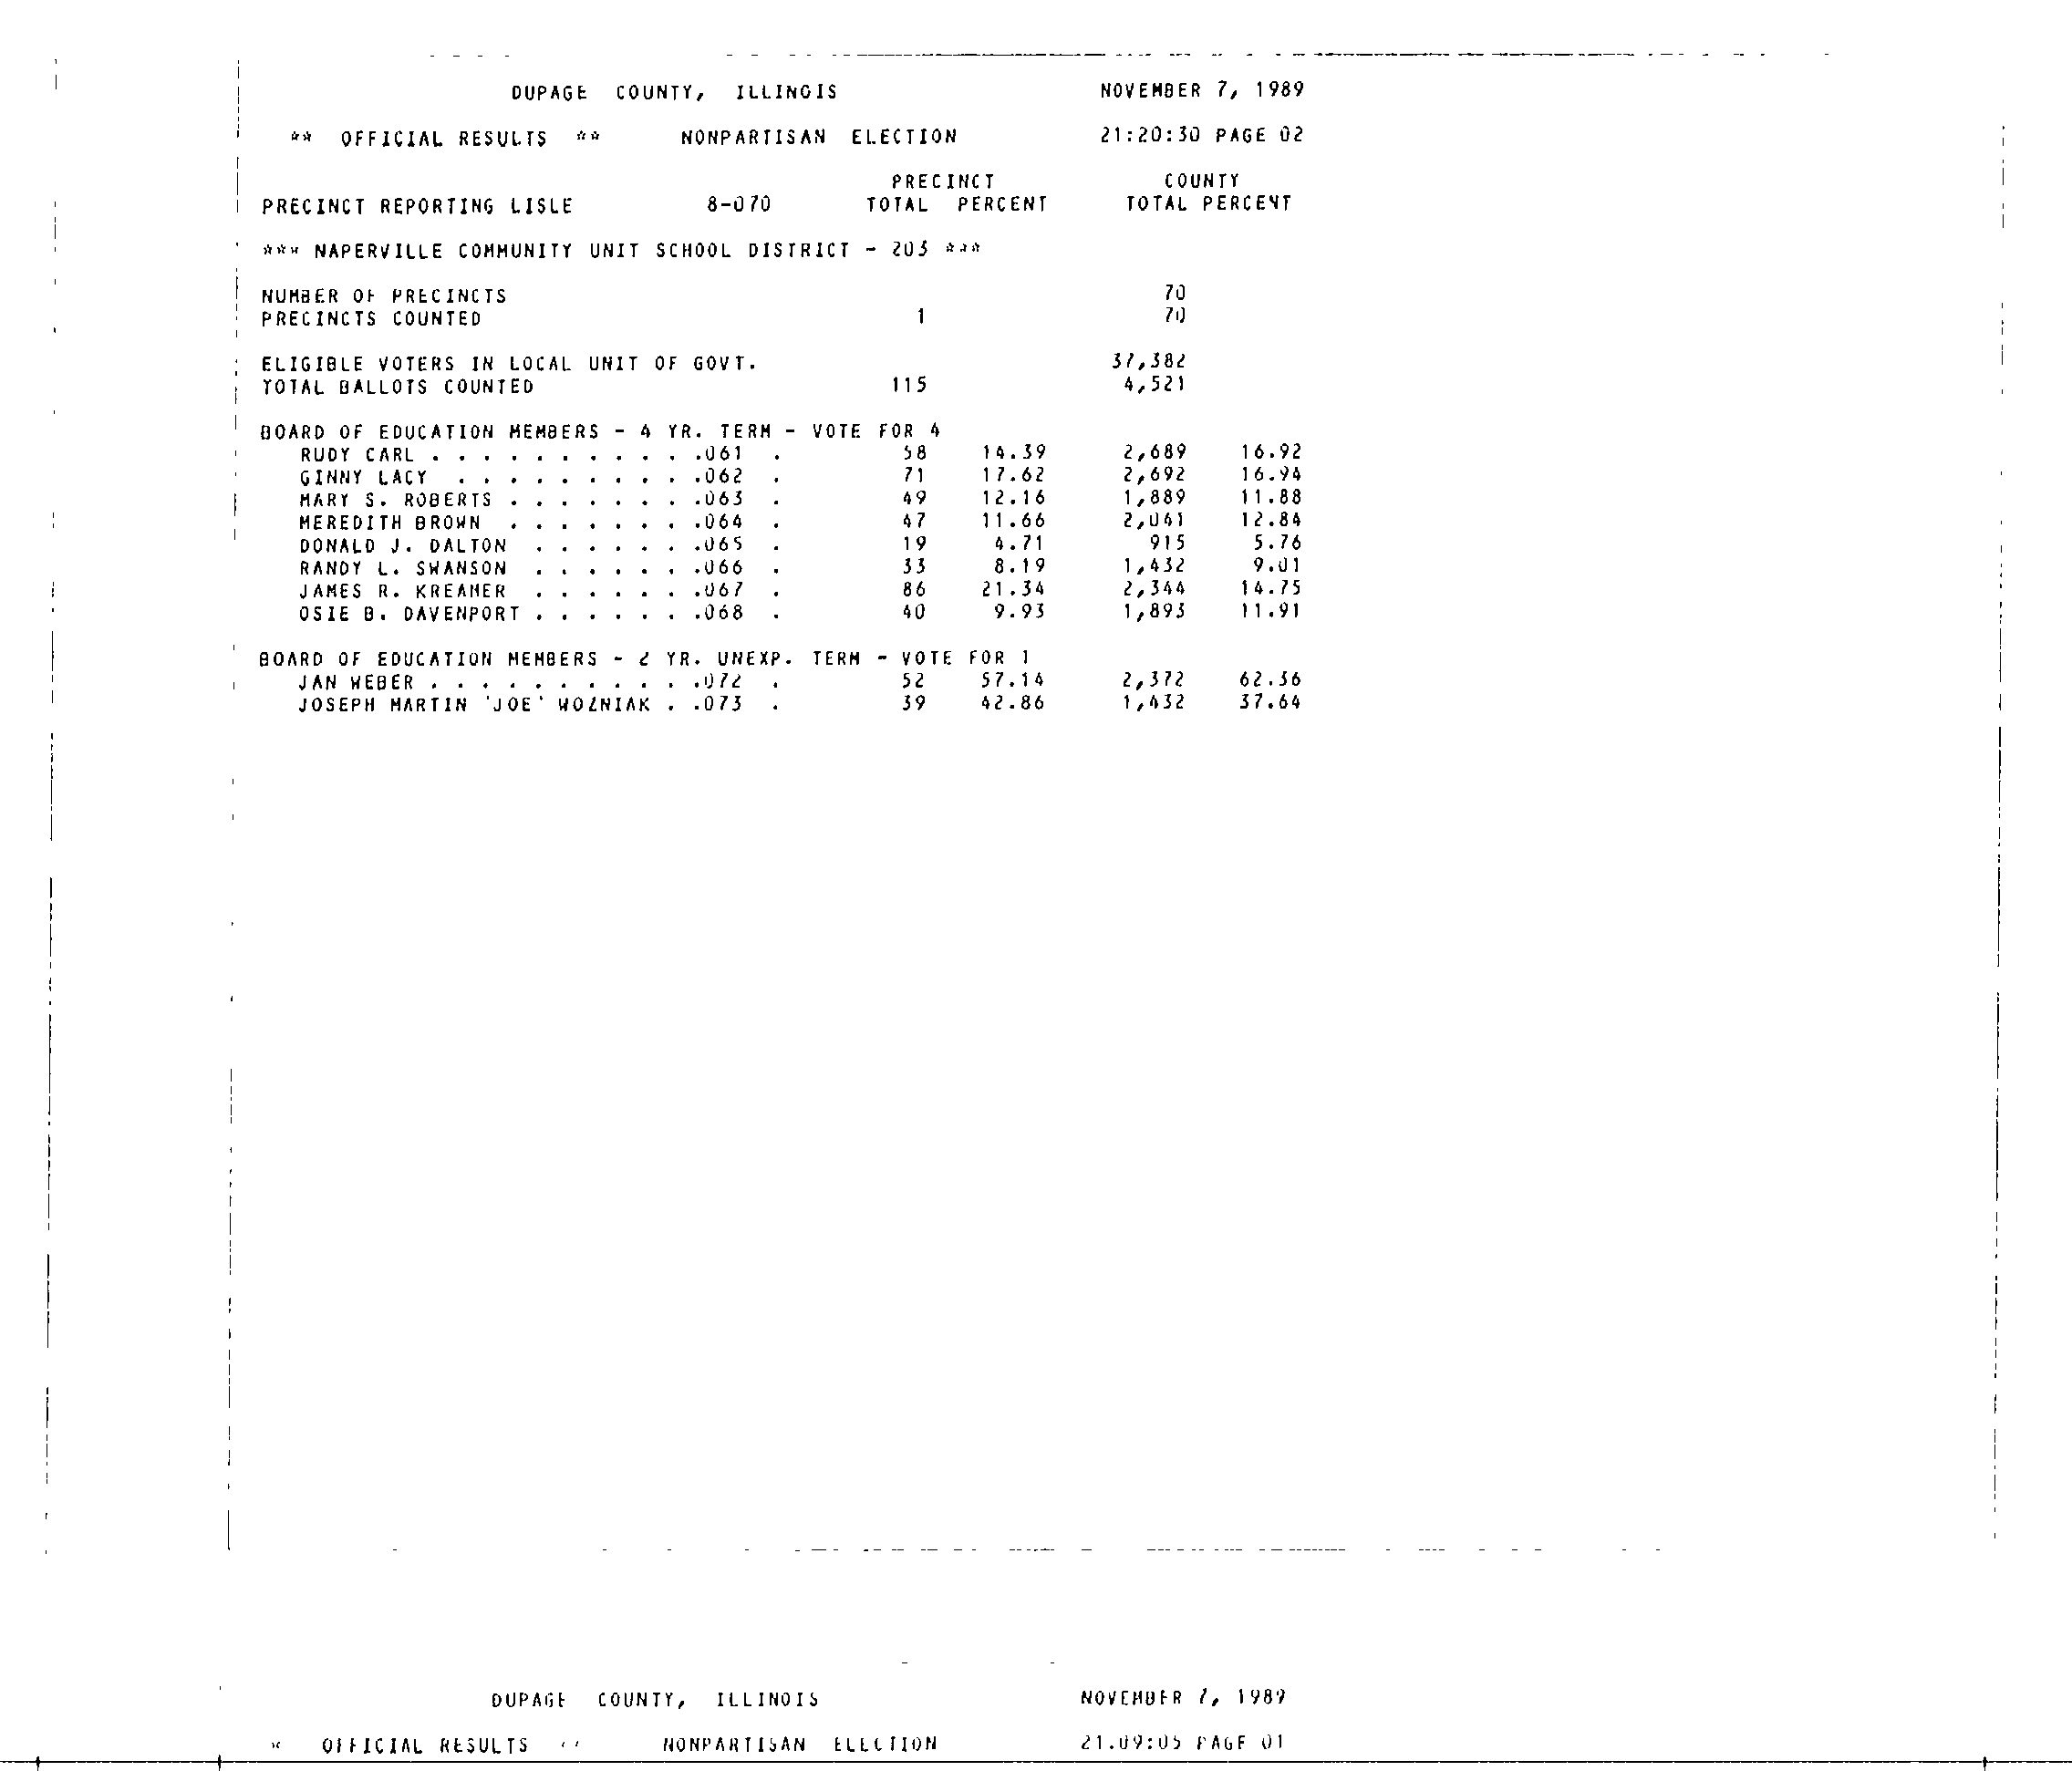 DUPAGE COUNTY, ILLINOIS NOVEMBER 7, 1989
** OFFICIAL RESULTS ** NONPARTISAN ELECTION 21:20:30 PAGE 02
PRECINCT COUNTY
PRECINCT REPORTING LISLE 8-070 TOTAL PERCENT TOTAL PERCENT
*** NAPERVILLE COMMUNITY UNIT SCHOOL DISTRICT - 203 ***
NUMBER OF PRECINCTS 70
PRECINCTS COUNTED 1 70
ELIGIBLE VOTERS IN LOCAL UNIT OF GOVT. 37,382
TOTAL BALLOTS COUNTED 115 4,521
BOARD OF EDUCATION MEMBERS - 4 YR. TERM - VOTE FOR 4
RUDY CARL . . . . . . . . . . .061 . 58 14.39 2,689 16.92
GINNY LACY . . . . . . . . . .062 . 71 17.62 2,692 16.94
MARY S. ROBERTS . . . . . . . .063 . 49 12.16 1,889 11.88
MEREDITH BROWN . . . . . . . .064 . 47 11.66 2,041 12.84
DONALD J. DALTON . . . . . . .065 . 19 4.71 915 5.76
RANDY L. SWANSON . . . . . . .066 . 33 8.19 1,432 9.01
JAMES R. KREAMER . . . . . . .067 . 86 21.34 2,344 14.75
OSIE B. DAVENPORT . . . . . . .068 . 40 9.93 1,893 11.91
BOARD OF EDUCATION MEMBERS - 2 YR. UNEXP. TERM - VOTE FOR 1
JAN WEBER . . . . . . . . . . .072 . 52 57.14 2,372 62.36
JOSEPH MARTIN 'JOE' WOZNIAK . .073 . 39 42.86 1,432 37.64
DUPAGE COUNTY, ILLINOIS NOVEMBER 7, 1989
* OFFICIAL RESULTS NONPARTISAN ELECTION 21.09:05 PAGE 01